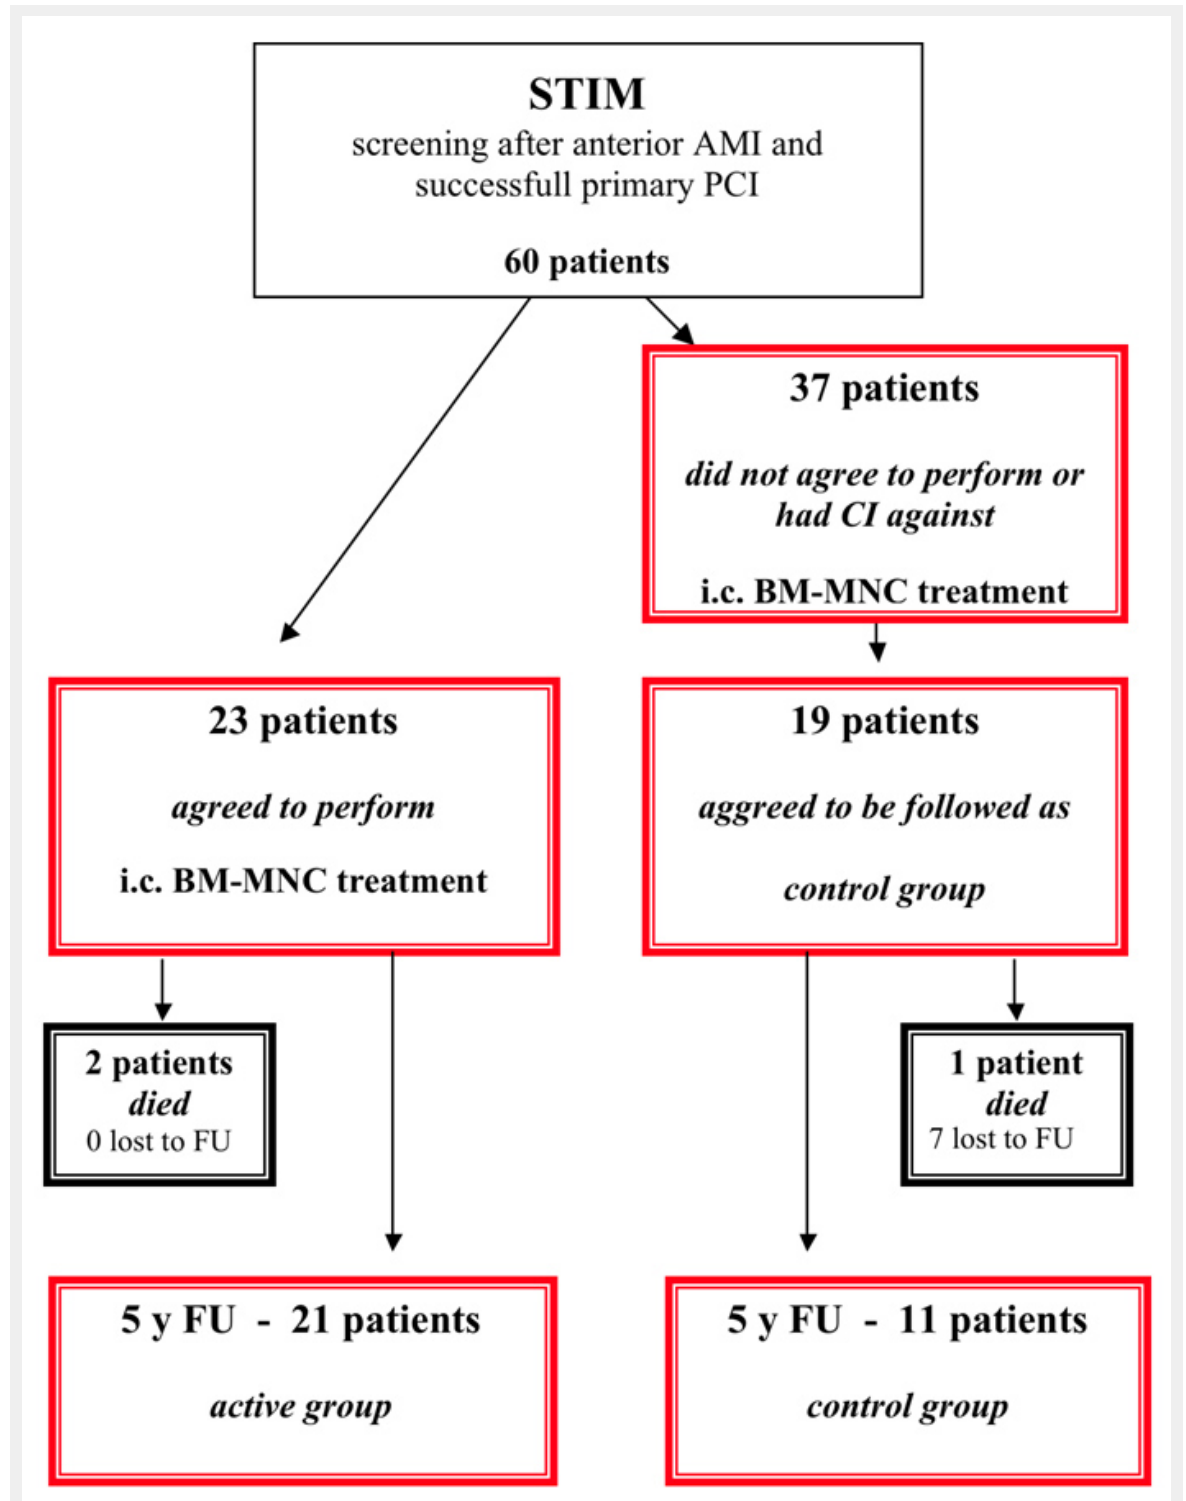 STIM
screening after anterior AMI and
successfull primary PCI
60 patients
37 patients
did not agree to perform or
had CI against
i.c. BM-MNC treatment
23 patients
agreed to perform
i.c. BM-MNC treatment
19 patients
aggreed to be followed as
control group
2 patients
died
0 lost to FU
1 patient
died
7 lost to FU
5 y FU - 21 patients
active group
5 y FU - 11 patients
control group